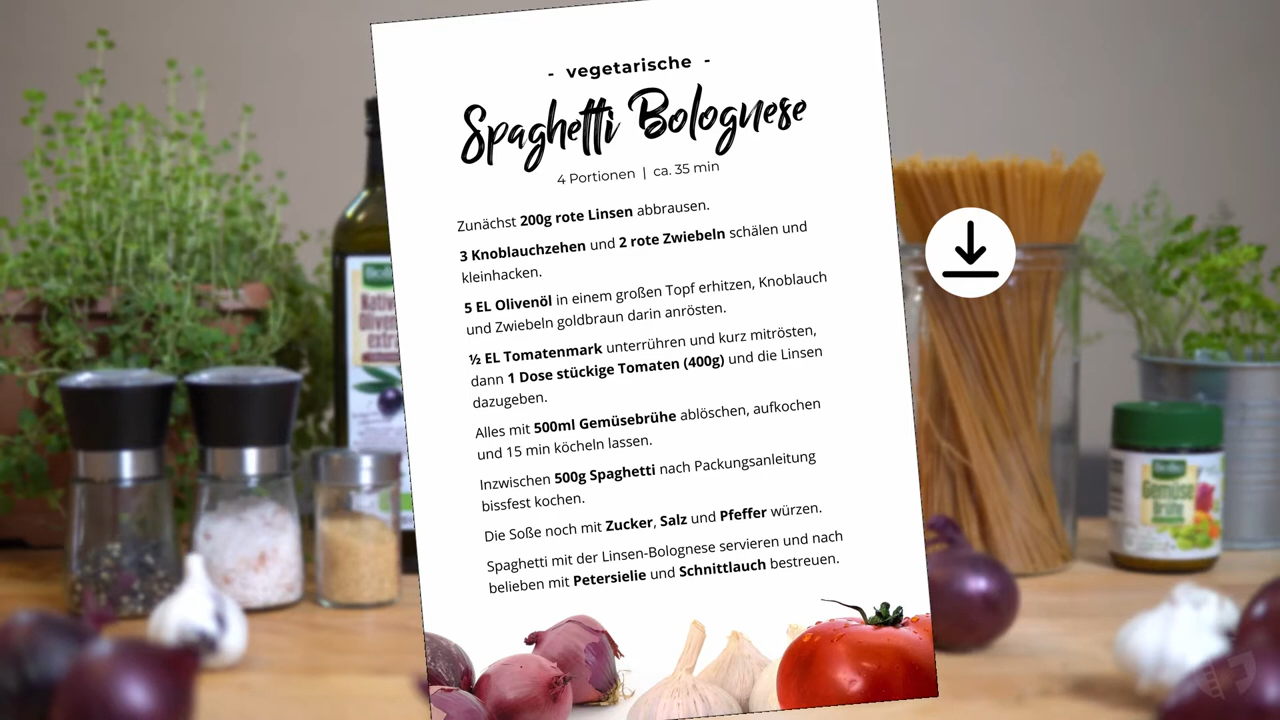 - vegetarische -
Spaghetti Bolognese
4 Portionen | ca. 35 min
Zunächst 200g rote Linsen abbrausen.
3 Knoblauchzehen und 2 rote Zwiebeln schälen und
kleinhacken.
5 EL Olivenöl in einem großen Topf erhitzen, Knoblauch
und Zwiebeln goldbraun darin anrösten.
½ EL Tomatenmark unterrühren und kurz mitrösten,
dann 1 Dose stückige Tomaten (400g) und die Linsen
dazugeben.
Alles mit 500ml Gemüsebrühe ablöschen, aufkochen
und 15 min köcheln lassen.
Inzwischen 500g Spaghetti nach Packungsanleitung
bissfest kochen.
Die Soße noch mit Zucker, Salz und Pfeffer würzen.
Spaghetti mit der Linsen-Bolognese servieren und nach
belieben mit Petersielie und Schnittlauch bestreuen.
Gemüse